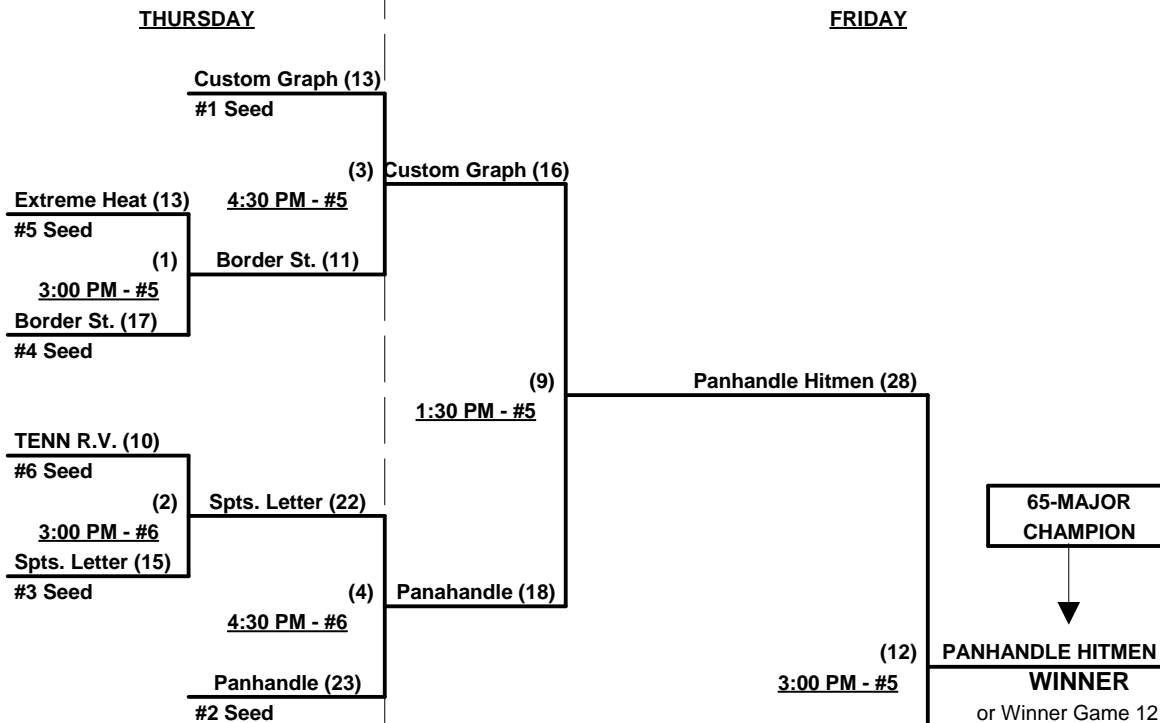 THURSDAY
FRIDAY
Custom Graph (13)
#1 Seed
(3)
Custom Graph (16)
4:30 PM - #5
Extreme Heat (13)
#5 Seed
(1)
Border St. (11)
3:00 PM - #5
Border St. (17)
#4 Seed
(9)
Panhandle Hitmen (28)
1:30 PM - #5
TENN R.V. (10)
#6 Seed
(2)
Spts. Letter (22)
3:00 PM - #6
Spts. Letter (15)
#3 Seed
(4)
Panahandle (18)
4:30 PM - #6
Panhandle (23)
#2 Seed
65-MAJOR
CHAMPION
(12)
PANHANDLE HITMEN
3:00 PM - #5
WINNER
or Winner Game 12